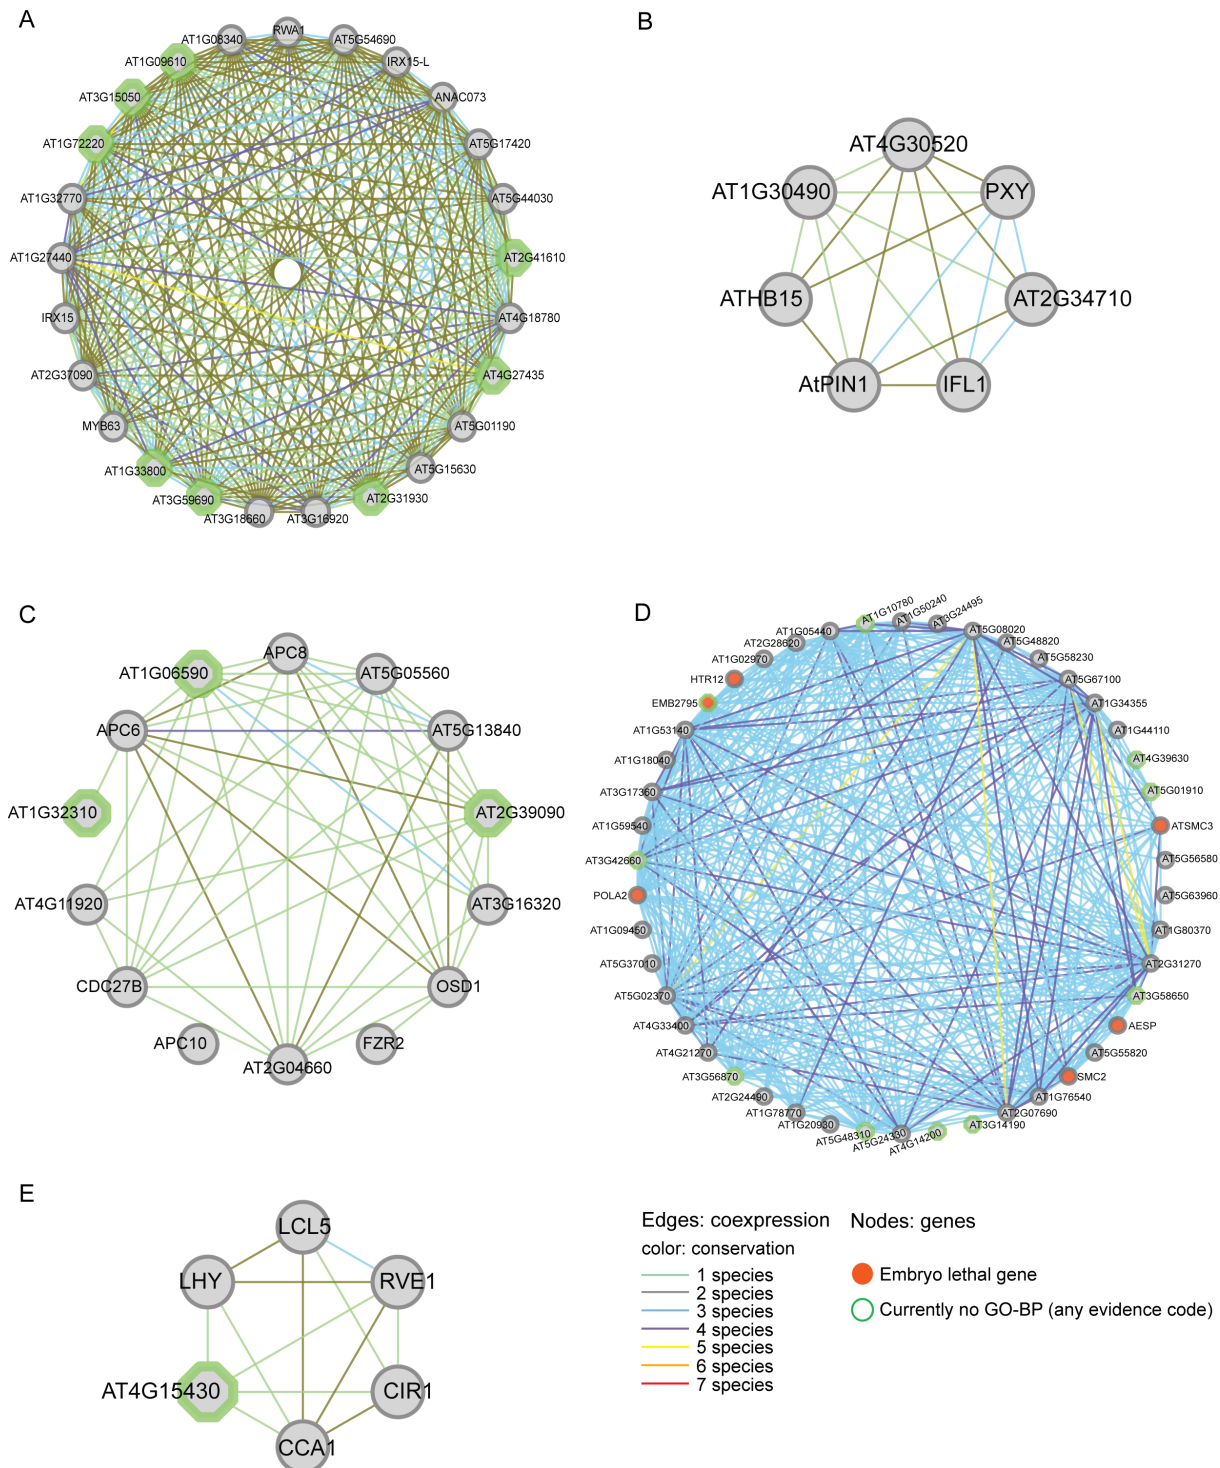 A
B
RWA1
AT1G08340
AT5G54690
AT1G09610
IRX15-L
AT3G15050
ANAC073
AT1G72220
AT5G17420
AT1G32770
AT5G44030
AT1G27440
AT2G41610
IRX15
AT4G18780
AT2G37090
AT4G27435
MYB63
AT5G01190
AT1G33800
AT5G15630
AT3G59690
AT2G31930
AT3G18660
AT3G16920
AT4G30520
AT1G30490
PXY
ATHB15
AT2G34710
AtPIN1
IFL1
C
D
APC8
AT1G06590
AT5G05560
APC6
AT5G13840
AT1G32310
AT2G39090
AT4G11920
AT3G16320
CDC27B
OSD1
APC10
FZR2
AT2G04660
AT1G10780
AT1G50240
AT3G24495
AT1G05440
AT5G08020
AT2G28620
AT5G48820
AT1G02970
AT5G58230
HTR12
AT5G67100
EMB2795
AT1G34355
AT1G53140
AT1G44110
AT1G18040
AT4G39630
AT3G17360
AT5G01910
AT1G59540
ATSMC3
AT3G42660
AT5G56580
POLA2
AT5G63960
AT1G09450
AT1G80370
AT5G37010
AT2G31270
AT5G02370
AT3G58650
AT4G33400
AESP
AT4G21270
AT5G55820
AT3G56870
SMC2
AT2G24490
AT1G76540
AT1G78770
AT2G07690
AT1G20930
AT3G14190
AT5G48310
AT5G24330
AT4G14200
E
LCL5
LHY
RVE1
AT4G15430
CIR1
CCA1
Edges: coexpression
Nodes: genes
color: conservation
1 species
2 species
3 species
4 species
5 species
6 species
7 species
Embryo lethal gene
Currently no GO-BP (any evidence code)